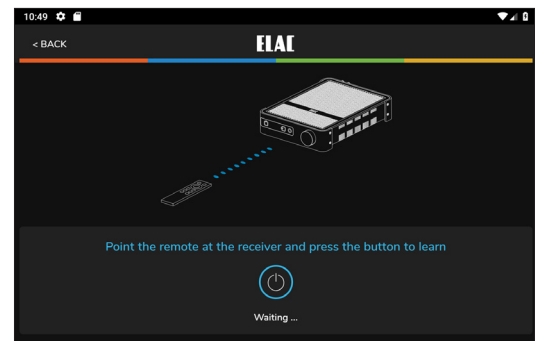 10:49
< BACK
ELAC
Point the remote at the receiver and press the button to learn
Waiting ...